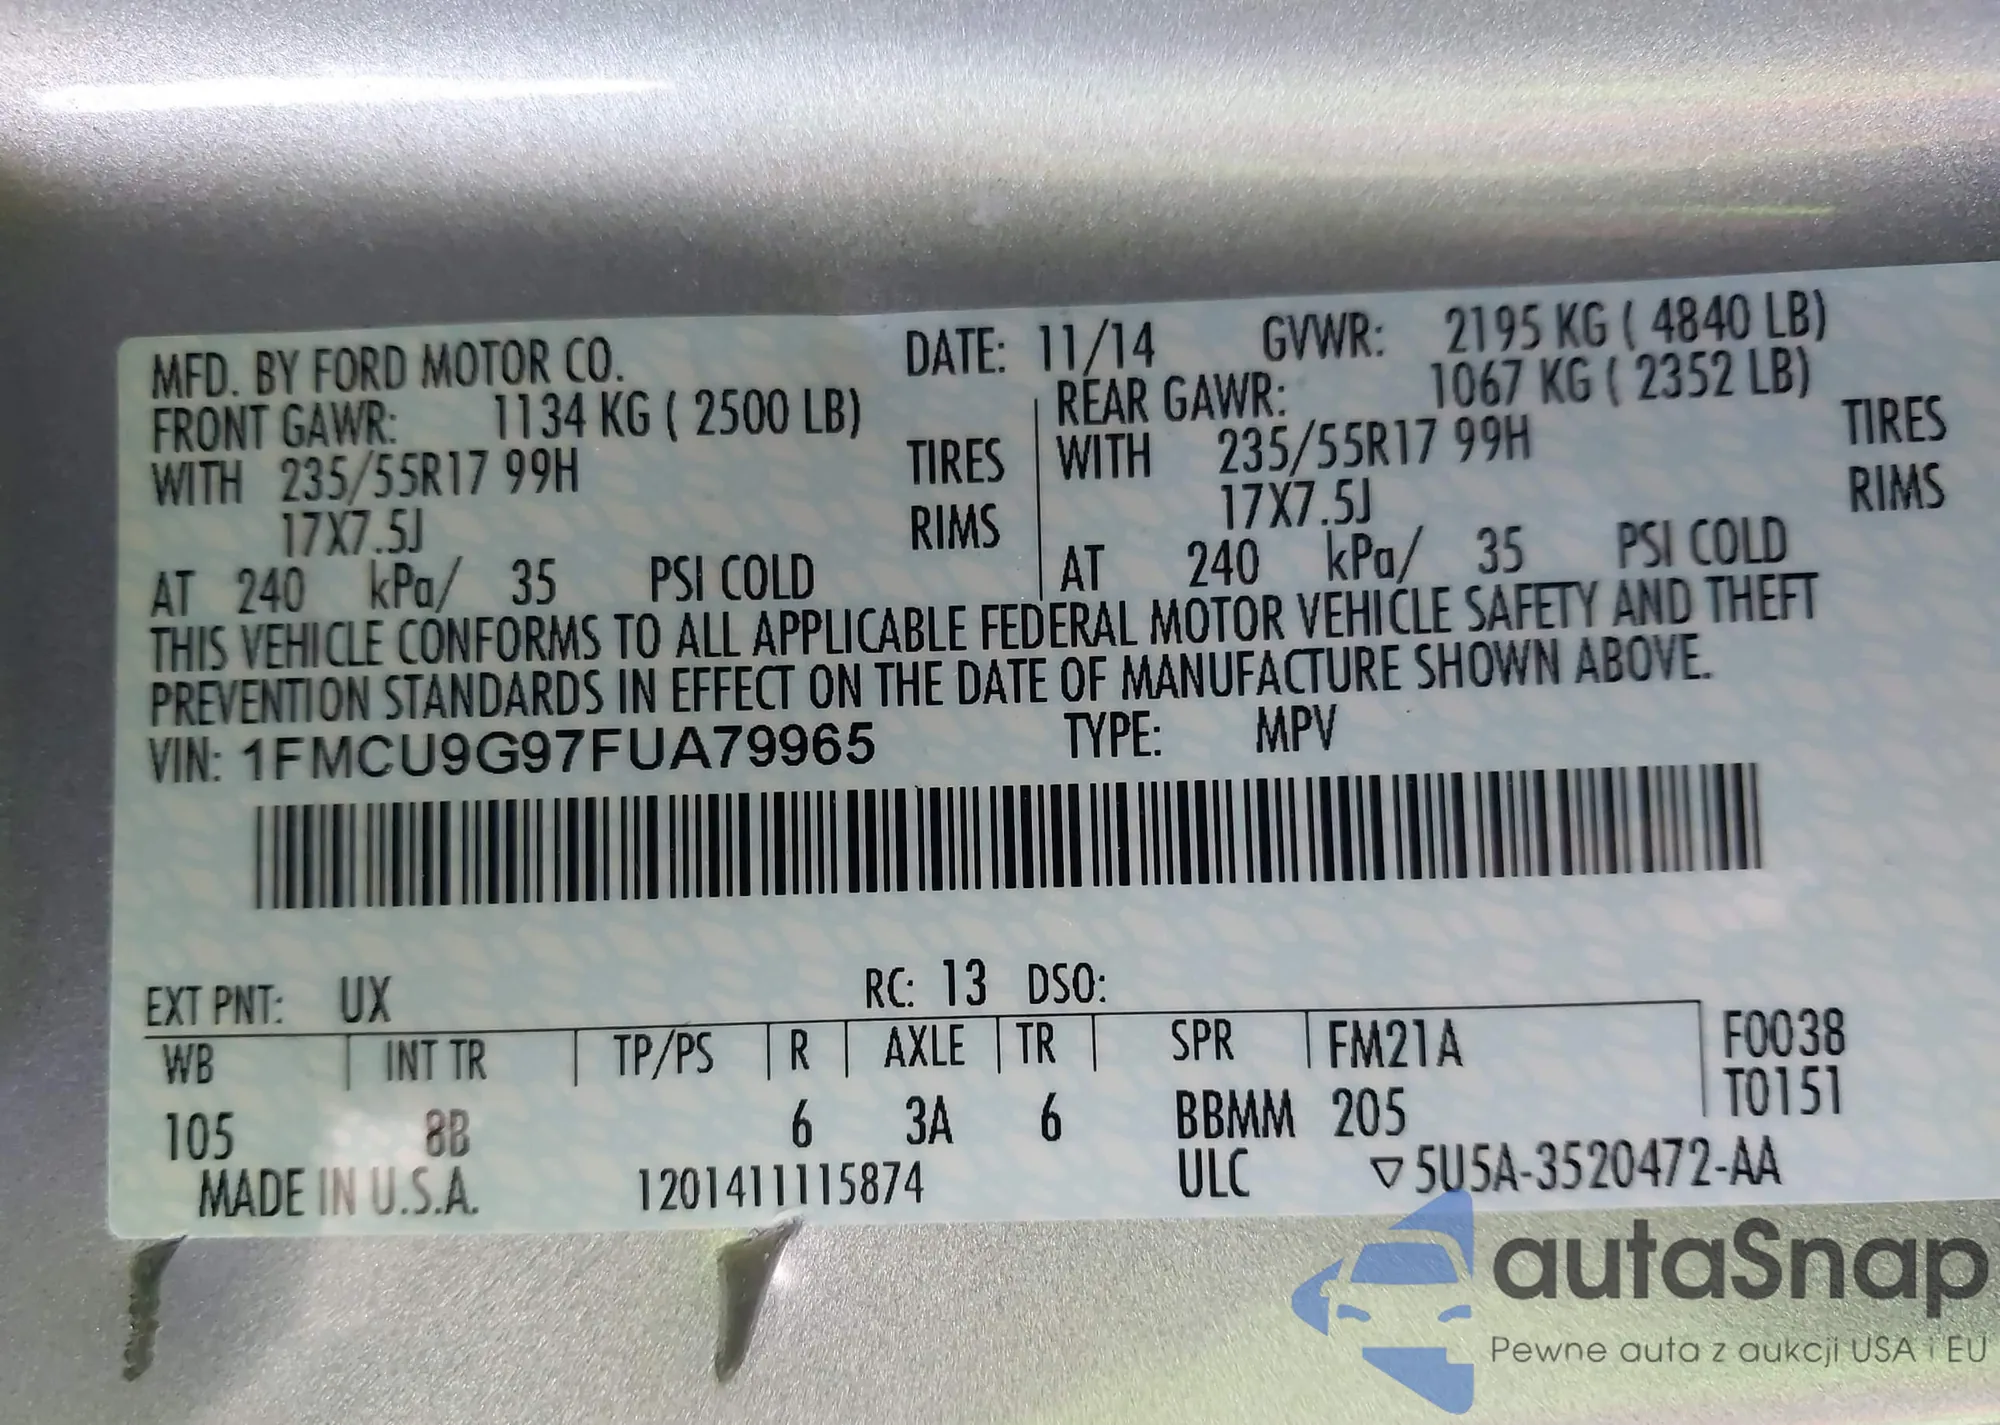 MFD. BY FORD MOTOR CO. DATE: 11/14 GVWR: 2195 KG ( 4840 LB)
FRONT GAWR: 1134 KG ( 2500 LB) REAR GAWR: 1067 KG ( 2352 LB)
WITH 235/55R17 99H TIRES WITH 235/55R17 99H TIRES
17X7.5J RIMS 17X7.5J RIMS
AT 240 kPa/ 35 PSI COLD AT 240 kPa/ 35 PSI COLD
THIS VEHICLE CONFORMS TO ALL APPLICABLE FEDERAL MOTOR VEHICLE SAFETY AND THEFT
PREVENTION STANDARDS IN EFFECT ON THE DATE OF MANUFACTURE SHOWN ABOVE.
VIN: 1FMCU9G97FUA79965 TYPE: MPV
EXT PNT: UX RC: 13 DSO:
WB INT TR TP/PS R AXLE TR SPR FM21A F0038
T0151
105 8B 6 3A 6 BBMM 205
MADE IN U.S.A. 1201411115874 ULC ▽5U5A-3520472-AA
autaSnap
Pewne auta z aukcji USA i EU